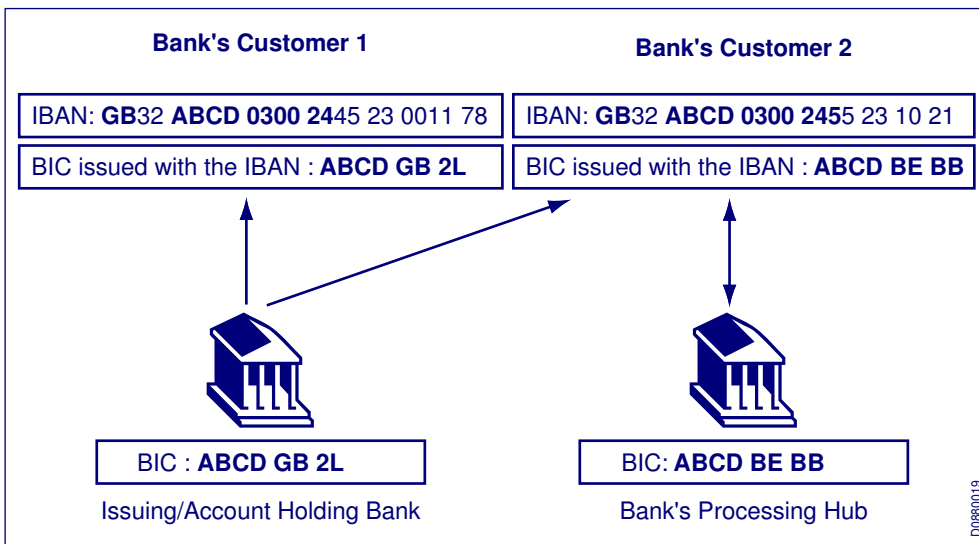 Bank's Customer 1
Bank's Customer 2
IBAN: GB32 ABCD 0300 2445 23 0011 78
IBAN: GB32 ABCD 0300 2455 23 10 21
BIC issued with the IBAN : ABCD GB 2L
BIC issued with the IBAN : ABCD BE BB
BIC : ABCD GB 2L
BIC: ABCD BE BB
Issuing/Account Holding Bank
Bank's Processing Hub
D0880019